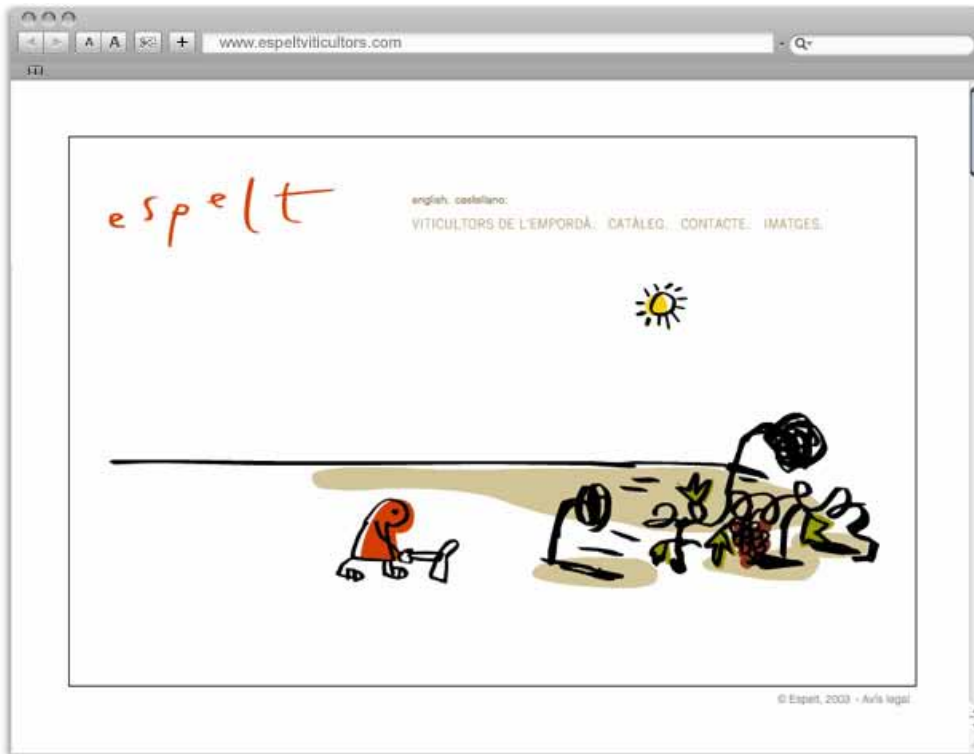 A A +
www.espeltviticultors.com
Q
espelt
english. castellano.
VITICULTORS DE L'EMPORDÀ. CATÀLEG. CONTACTE. IMATGES.
© Espelt, 2003 - Avís legal